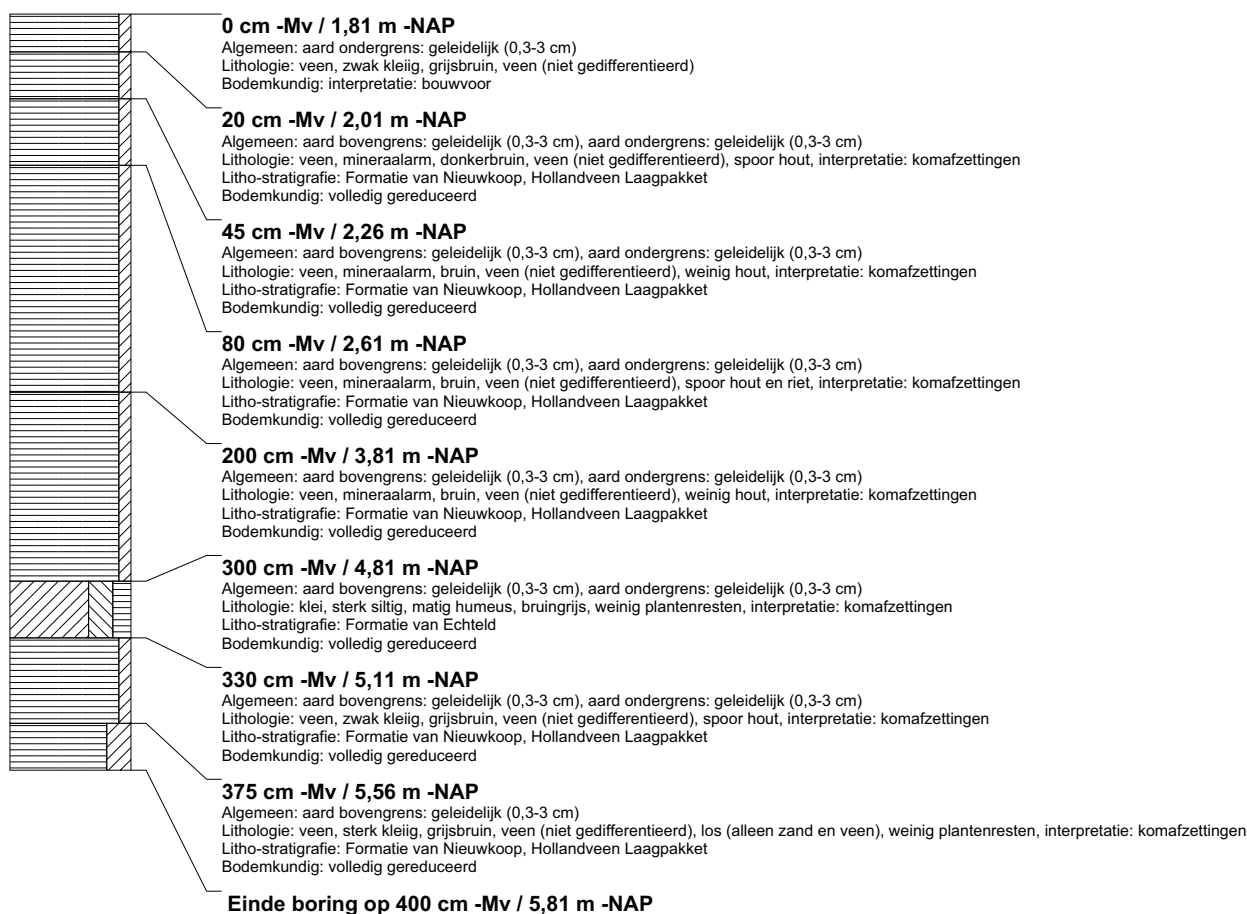 0 cm -Mv / 1,81 m -NAP
Algemeen: aard ondergrens: geleidelijk (0,3-3 cm)
Lithologie: veen, zwak kleiig, grijsbruin, veen (niet gedifferentieerd)
Bodemkundig: interpretatie: bouwvoor
20 cm -Mv / 2,01 m -NAP
Algemeen: aard bovengrens: geleidelijk (0,3-3 cm), aard ondergrens: geleidelijk (0,3-3 cm)
Lithologie: veen, mineraalarm, donkerbruin, veen (niet gedifferentieerd), spoor hout, interpretatie: komafzettingen
Litho-stratigrafie: Formatie van Nieuwkoop, Hollandveen Laagpakket
Bodemkundig: volledig gereduceerd
45 cm -Mv / 2,26 m -NAP
Algemeen: aard bovengrens: geleidelijk (0,3-3 cm), aard ondergrens: geleidelijk (0,3-3 cm)
Lithologie: veen, mineraalarm, bruin, veen (niet gedifferentieerd), weinig hout, interpretatie: komafzettingen
Litho-stratigrafie: Formatie van Nieuwkoop, Hollandveen Laagpakket
Bodemkundig: volledig gereduceerd
80 cm -Mv / 2,61 m -NAP
Algemeen: aard bovengrens: geleidelijk (0,3-3 cm), aard ondergrens: geleidelijk (0,3-3 cm)
Lithologie: veen, mineraalarm, bruin, veen (niet gedifferentieerd), spoor hout en riet, interpretatie: komafzettingen
Litho-stratigrafie: Formatie van Nieuwkoop, Hollandveen Laagpakket
Bodemkundig: volledig gereduceerd
200 cm -Mv / 3,81 m -NAP
Algemeen: aard bovengrens: geleidelijk (0,3-3 cm), aard ondergrens: geleidelijk (0,3-3 cm)
Lithologie: veen, mineraalarm, bruin, veen (niet gedifferentieerd), weinig hout, interpretatie: komafzettingen
Litho-stratigrafie: Formatie van Nieuwkoop, Hollandveen Laagpakket
Bodemkundig: volledig gereduceerd
300 cm -Mv / 4,81 m -NAP
Algemeen: aard bovengrens: geleidelijk (0,3-3 cm), aard ondergrens: geleidelijk (0,3-3 cm)
Lithologie: klei, sterk siltig, matig humeus, bruingrijs, weinig plantenresten, interpretatie: komafzettingen
Litho-stratigrafie: Formatie van Echteld
Bodemkundig: volledig gereduceerd
330 cm -Mv / 5,11 m -NAP
Algemeen: aard bovengrens: geleidelijk (0,3-3 cm), aard ondergrens: geleidelijk (0,3-3 cm)
Lithologie: veen, zwak kleiig, grijsbruin, veen (niet gedifferentieerd), spoor hout, interpretatie: komafzettingen
Litho-stratigrafie: Formatie van Nieuwkoop, Hollandveen Laagpakket
Bodemkundig: volledig gereduceerd
375 cm -Mv / 5,56 m -NAP
Algemeen: aard bovengrens: geleidelijk (0,3-3 cm)
Lithologie: veen, sterk kleiig, grijsbruin, veen (niet gedifferentieerd), los (alleen zand en veen), weinig plantenresten, interpretatie: komafzettingen
Litho-stratigrafie: Formatie van Nieuwkoop, Hollandveen Laagpakket
Bodemkundig: volledig gereduceerd
Einde boring op 400 cm -Mv / 5,81 m -NAP